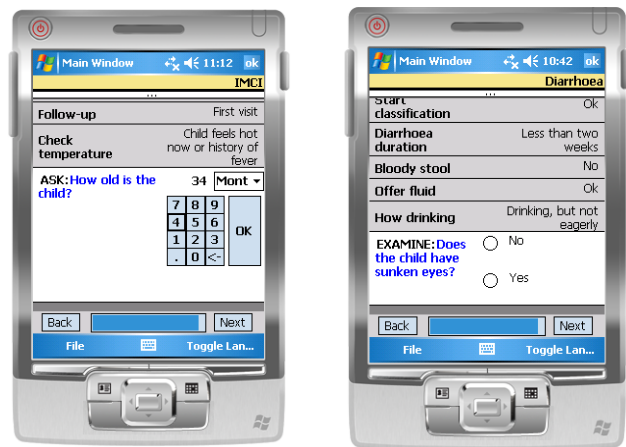 Main Window 11:12 ok
IMCI
...
Follow-up First visit
Check temperature Child feels hot now or history of fever
ASK:How old is the child? 34 Mont
7 8 9
4 5 6
1 2 3
. 0 <-
OK
Back Next
File Toggle Lan...
Main Window 10:42 ok
Diarrhoea
...
Start classification Ok
Diarrhoea duration Less than two weeks
Bloody stool No
Offer fluid Ok
How drinking Drinking, but not eagerly
EXAMINE:Does the child have sunken eyes?
No
Yes
Back Next
File Toggle Lan...